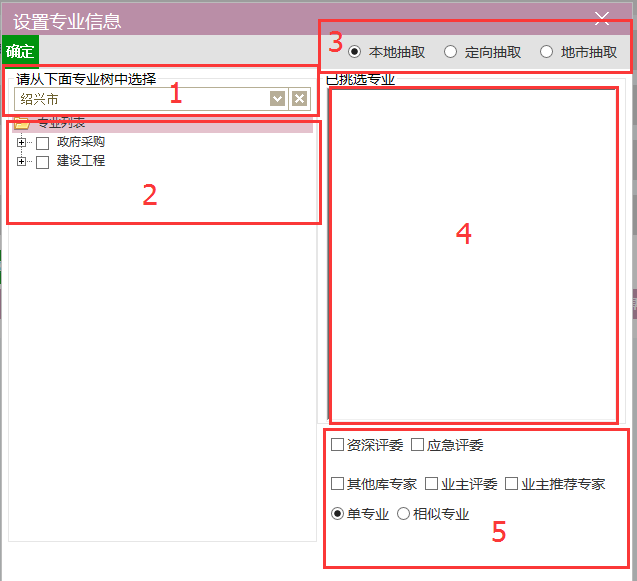 设置专业信息
确定
3
本地抽取 定向抽取 地市抽取
请从下面专业树中选择
已挑选专业
绍兴市
1
专业列表
政府采购
建设工程
2
4
资深评委 应急评委
其他库专家 业主评委 业主推荐专家
单专业 相似专业
5